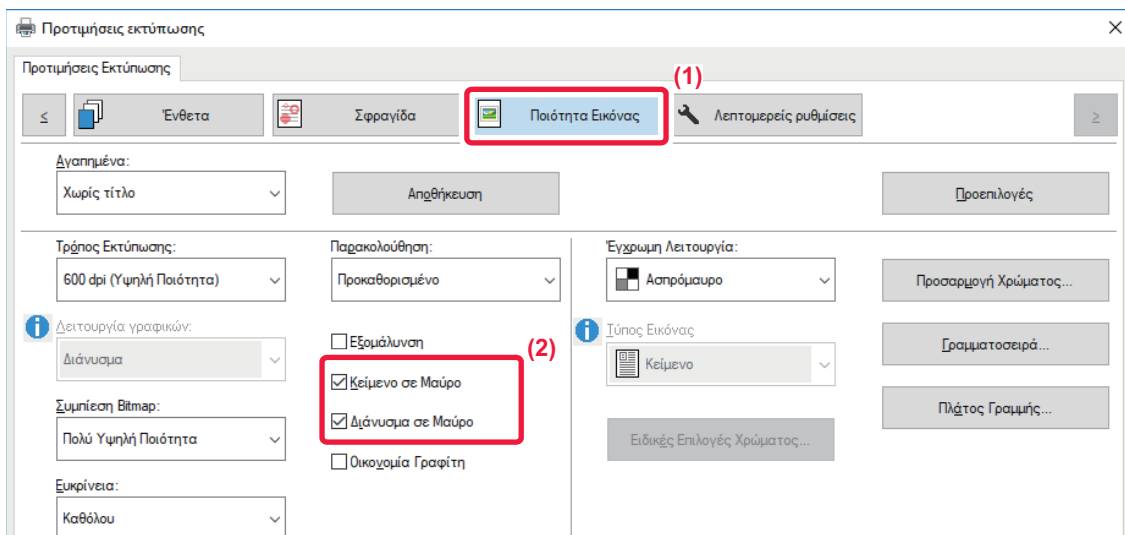 Προτιμήσεις εκτύπωσης
Προτιμήσεις Εκτύπωσης
(1)
≤ Ένθετα Σφραγίδα Ποιότητα Εικόνας Λεπτομερείς ρυθμίσεις ≥
Αγαπημένα:
Χωρίς τίτλο Αποθήκευση Προεπιλογές
Τρόπος Εκτύπωσης: Παρακολούθηση: Έγχρωμη Λειτουργία:
600 dpi (Υψηλή Ποιότητα) Προκαθορισμένο Ασπρόμαυρο Προσαρμογή Χρώματος...
Λειτουργία γραφικών: Τύπος Εικόνας
Εξομάλυνση (2) Γραμματοσειρά...
Διάνυσμα Κείμενο
Κείμενο σε Μαύρο
Συμπίεση Bitmap: Διάνυσμα σε Μαύρο Πλάτος Γραμμής...
Πολύ Υψηλή Ποιότητα Ειδικές Επιλογές Χρώματος...
Οικονομία Γραφίτη
Ευκρίνεια:
Καθόλου